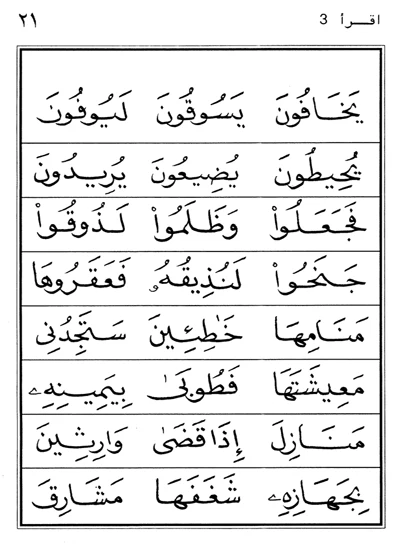 اقرأ 3 ٢١
يَخَافُونَ يَسُوقُونَ لَيُوفُونَ
يُحِيطُونَ يُضِيعُونَ يُرِيدُونَ
فَجَعَلُواْ وَظَلَمُواْ لَذُوقُواْ
جَنَحُواْ لَنُذِيقُهُۥ فَعَقَرُوهَا
مَنَامِهَا خَٰطِئِينَ سَتَجِدُنِى
مَعِيشَتَهَا فَطُوبَىٰ بِيَمِينِهِۦ
مَنَازِلَ إِذَا قَضَىٰ وَارِثِينَ
بِجَهَازِهِۦ شَغَفَهَا مَشَارِقَ